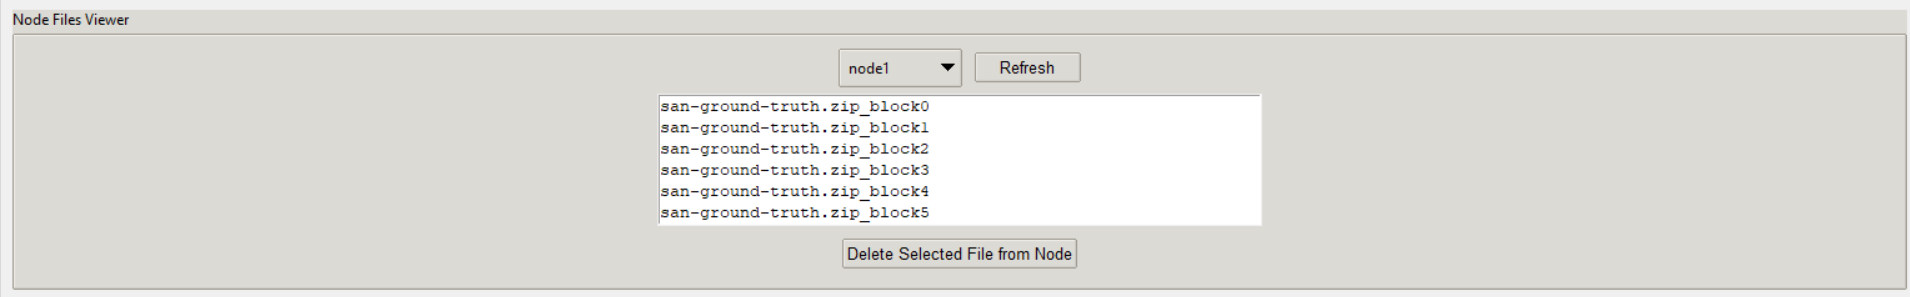 Node Files Viewer
node1
Refresh
san-ground-truth.zip_block0
san-ground-truth.zip_block1
san-ground-truth.zip_block2
san-ground-truth.zip_block3
san-ground-truth.zip_block4
san-ground-truth.zip_block5
Delete Selected File from Node